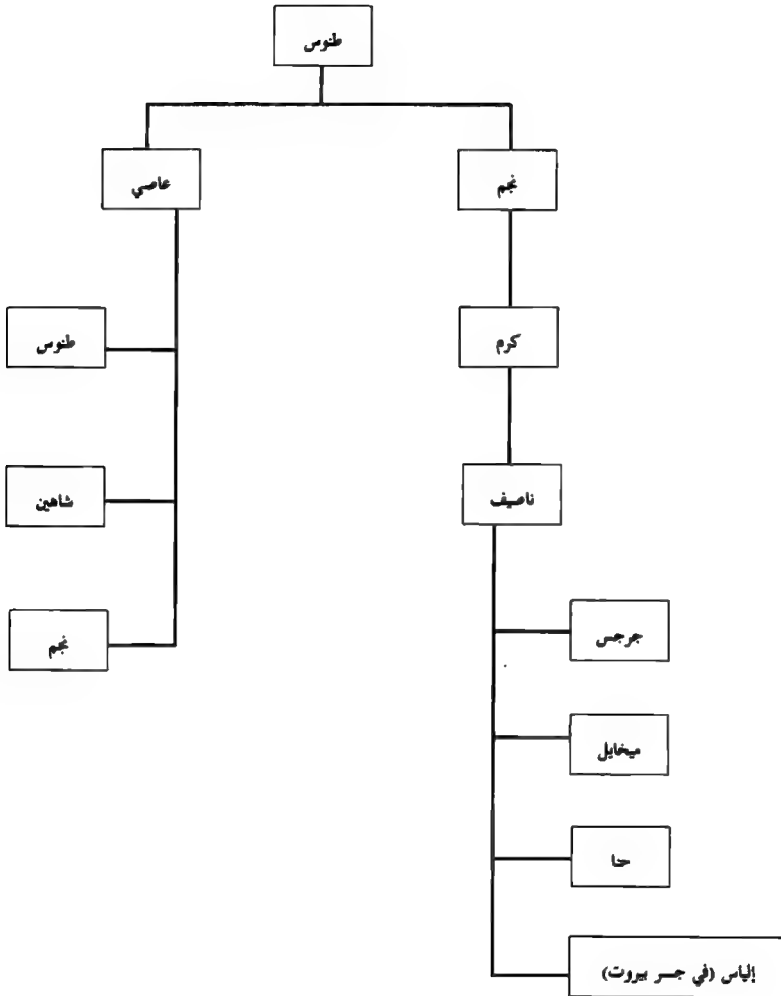 طنوس
نجم
عاصي
كرم
طنوس
ناصيف
شاهين
جرجس
نجم
ميخايل
حنا
إلياس (في جسر بيروت)